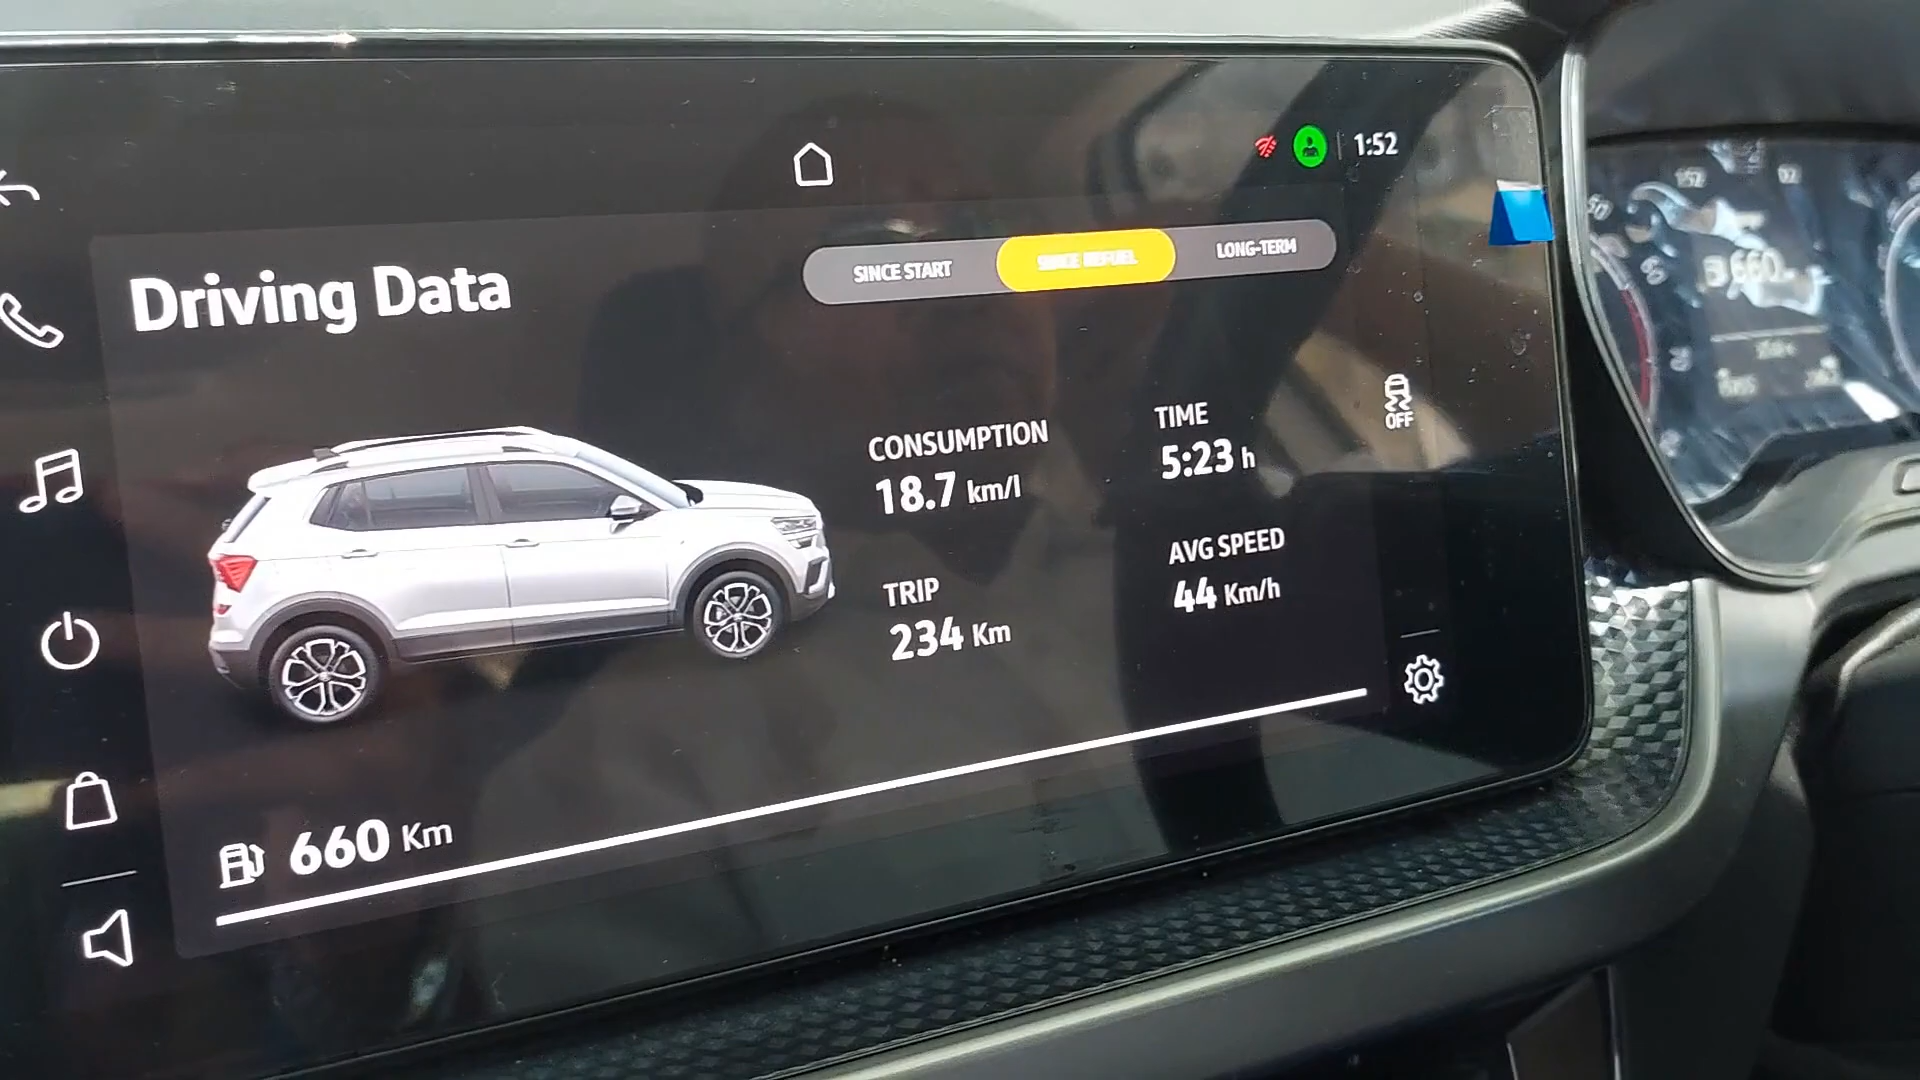 1:52
Driving Data
SINCE START
SINCE REFUEL
LONG-TERM
CONSUMPTION
18.7 km/l
TIME
5:23 h
OFF
TRIP
234 Km
AVG SPEED
44 Km/h
660 Km
660